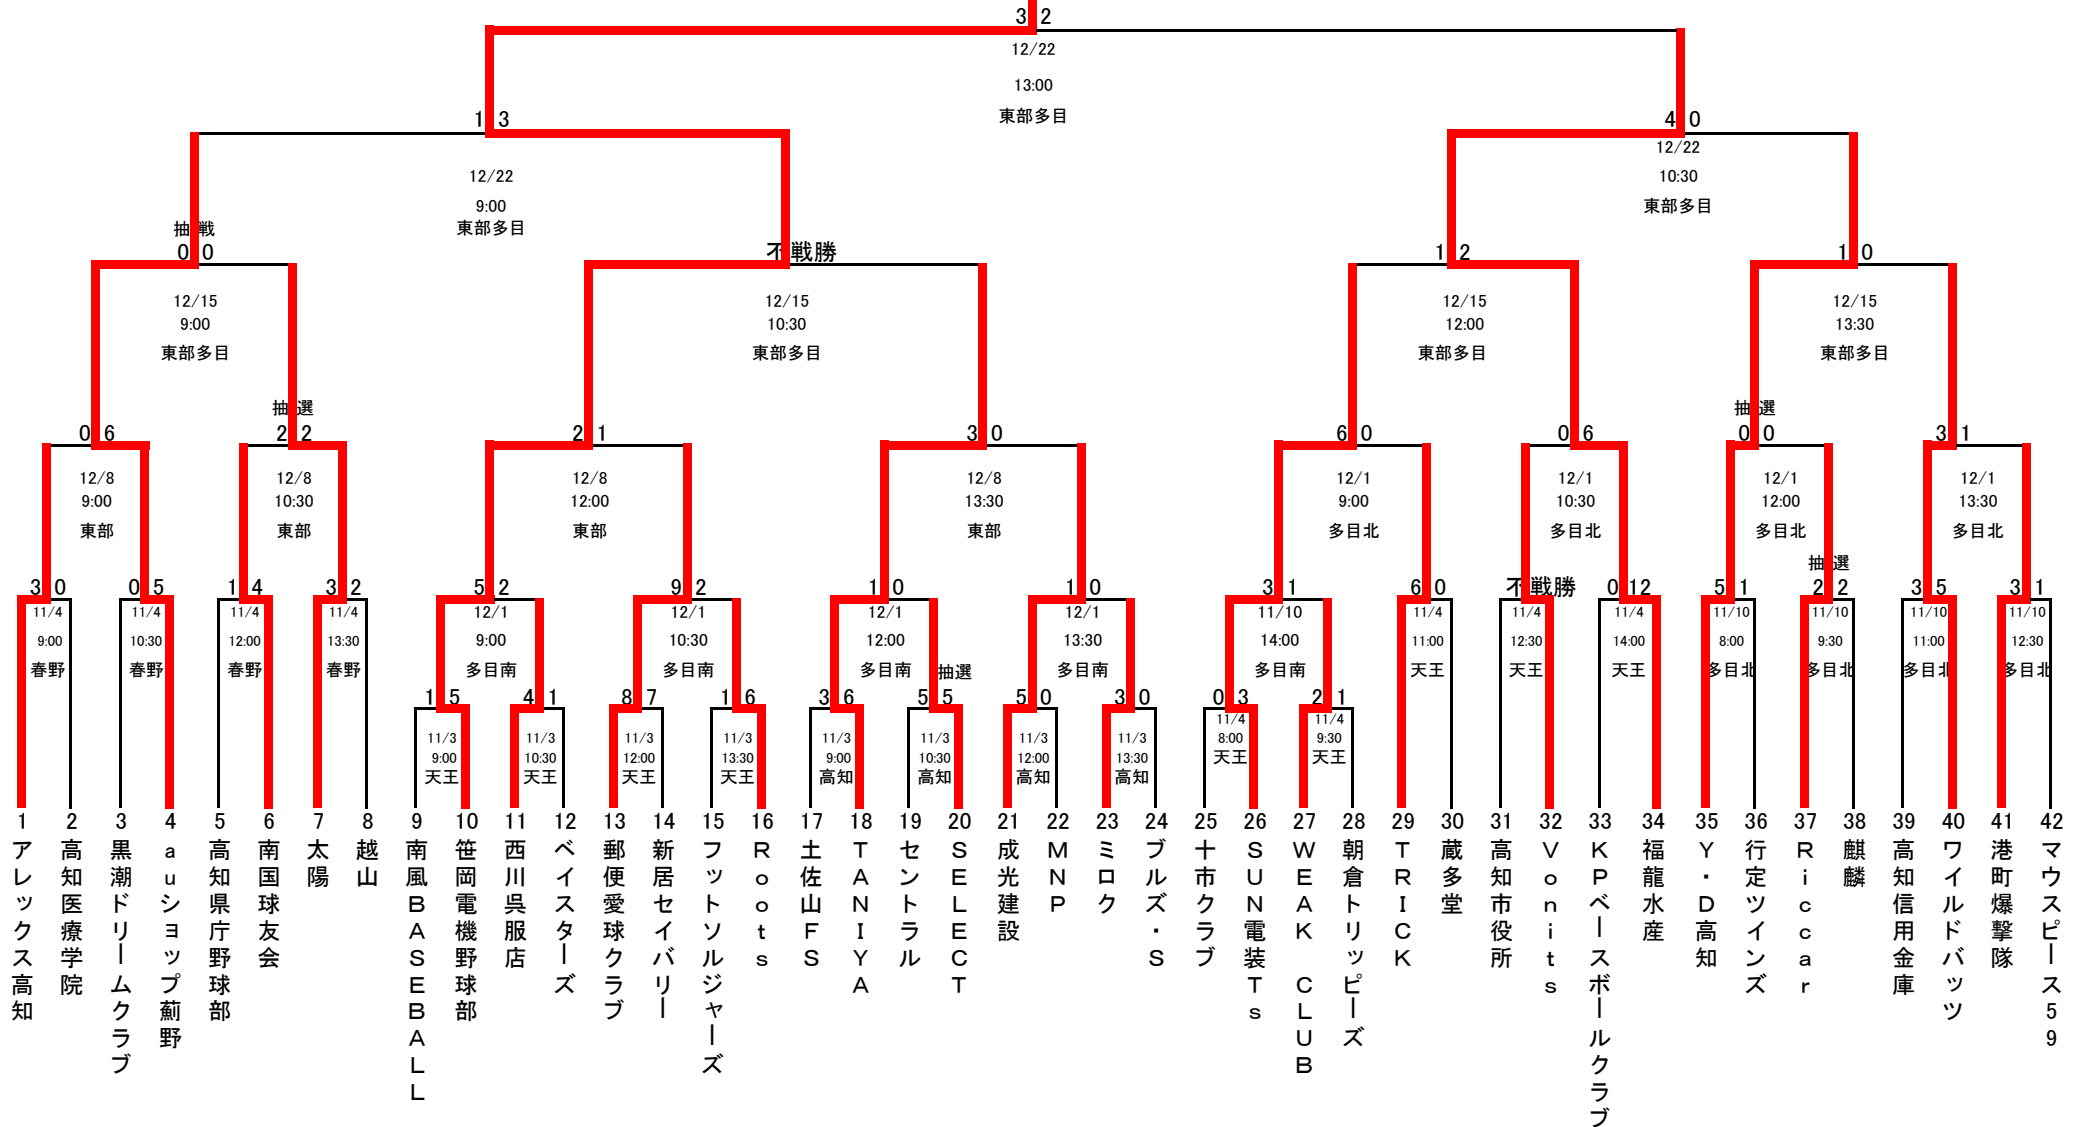 3 2
12/22
13:00
東部多目
1 3
12/22
9:00
東部多目
4 0
12/22
10:30
東部多目
抽 戦
0 0
12/15
9:00
東部多目
不戦勝
12/15
10:30
東部多目
1 2
12/15
12:00
東部多目
1 0
12/15
13:30
東部多目
0 6
12/8
9:00
東部
抽 選
2 2
12/8
10:30
東部
2 1
12/8
12:00
東部
3 0
12/8
13:30
東部
6 0
12/1
9:00
多目北
0 6
12/1
10:30
多目北
抽 選
0 0
12/1
12:00
多目北
3 1
12/1
13:30
多目北
3 0
11/4
9:00
春野
0 5
11/4
10:30
春野
1 4
11/4
12:00
春野
3 2
11/4
13:30
春野
5 2
12/1
9:00
多目南
9 2
12/1
10:30
多目南
1 0
12/1
12:00
多目南
1 0
12/1
13:30
多目南
3 1
11/10
14:00
多目南
6 0
11/4
11:00
天王
不戦勝
11/4
12:30
天王
0 12
11/4
14:00
天王
5 1
11/10
8:00
多目北
抽 選
2 2
11/10
9:30
多目北
3 5
11/10
11:00
多目北
3 1
11/10
12:30
多目北
1 5
11/3
9:00
天王
4 1
11/3
10:30
天王
8 7
11/3
12:00
天王
1 6
11/3
13:30
天王
3 6
11/3
9:00
高知
抽選
5 5
11/3
10:30
高知
5 0
11/3
12:00
高知
3 0
11/3
13:30
高知
0 3
11/4
8:00
天王
2 1
11/4
9:30
天王
1 アレックス高知
2 高知医療学院
3 黒潮ドリームクラブ
4 auショップ薊野
5 高知県庁野球部
6 南国球友会
7 太陽
8 越山
9 南風BASEBALL
10 笹岡電機野球部
11 西川呉服店
12 ベイスターズ
13 郵便愛球クラブ
14 新居セイバリー
15 フットソルジャーズ
16 Roots
17 土佐山FS
18 TANIYA
19 セントラル
20 SELECT
21 成光建設
22 MNP
23 ミロク
24 ブルズ・S
25 十市クラブ
26 SUN電装Ts
27 WEAK CLUB
28 朝倉トリッピーズ
29 TRICK
30 蔵多堂
31 高知市役所
32 Vonits
33 KPベースボールクラブ
34 福龍水産
35 Y・D高知
36 行定ツインズ
37 Riccar
38 麒麟
39 高知信用金庫
40 ワイルドバッツ
41 港町爆撃隊
42 マウスピース59